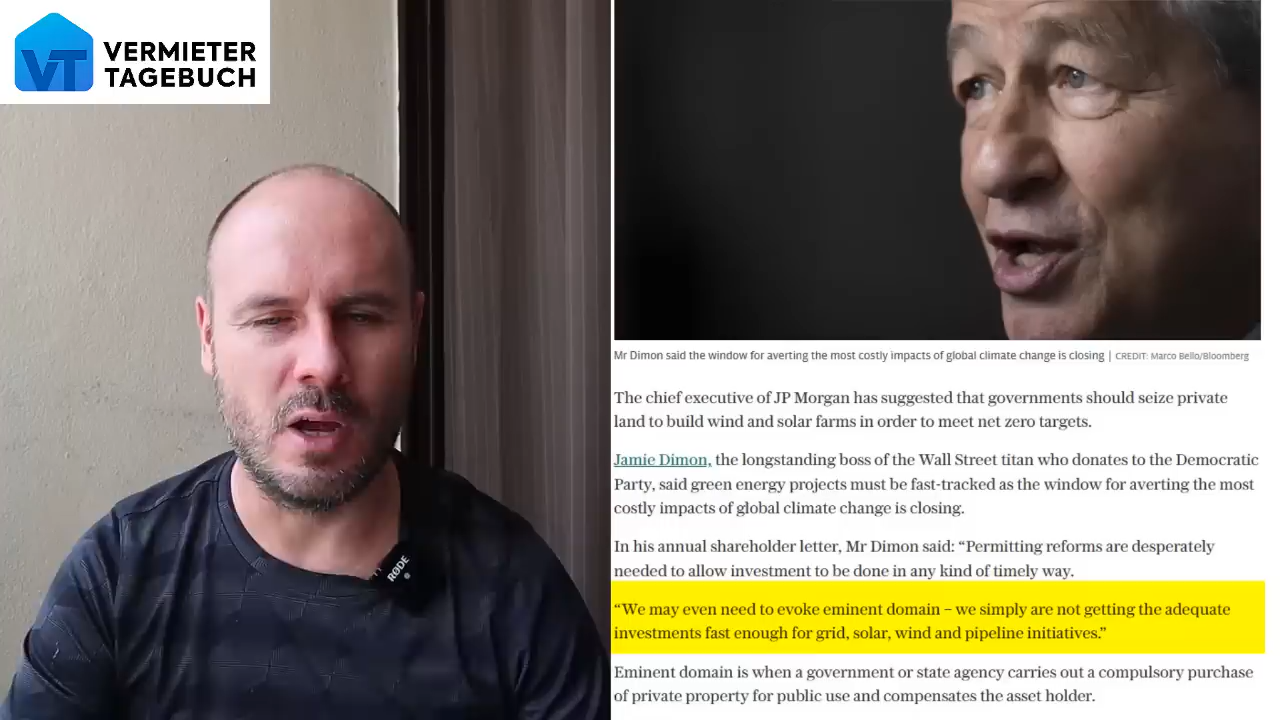 VERMIETER
TAGEBUCH
VT
RØDE
Mr Dimon said the window for averting the most costly impacts of global climate change is closing | CREDIT: Marco Bello/Bloomberg
The chief executive of JP Morgan has suggested that governments should seize private
land to build wind and solar farms in order to meet net zero targets.
Jamie Dimon, the longstanding boss of the Wall Street titan who donates to the Democratic
Party, said green energy projects must be fast-tracked as the window for averting the most
costly impacts of global climate change is closing.
In his annual shareholder letter, Mr Dimon said: “Permitting reforms are desperately
needed to allow investment to be done in any kind of timely way.
“We may even need to evoke eminent domain – we simply are not getting the adequate
investments fast enough for grid, solar, wind and pipeline initiatives.”
Eminent domain is when a government or state agency carries out a compulsory purchase
of private property for public use and compensates the asset holder.